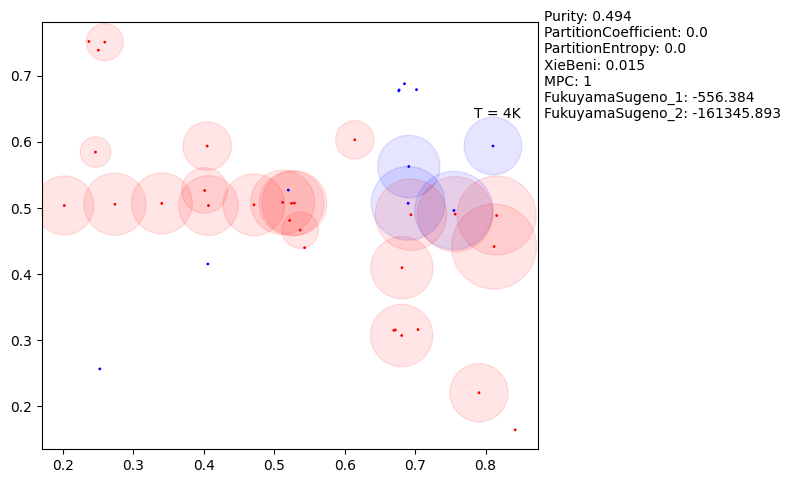 Purity: 0.494
PartitionCoefficient: 0.0
PartitionEntropy: 0.0
XieBeni: 0.015
MPC: 1
FukuyamaSugeno_1: -556.384
FukuyamaSugeno_2: -161345.893
T = 4K
0.7
0.6
0.5
0.4
0.3
0.2
0.2 0.3 0.4 0.5 0.6 0.7 0.8